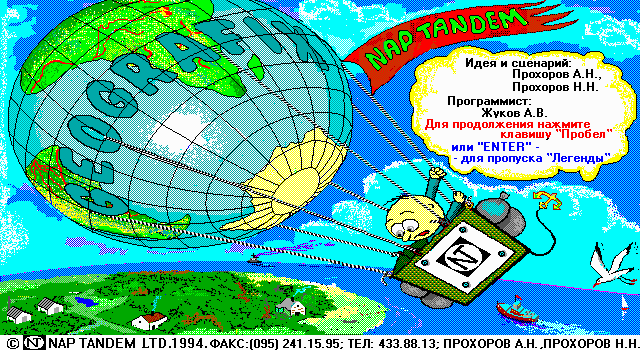 GEOGRAFIX
NAP TANDEM
Идея и сценарий:
Прохоров А.Н.,
Прохоров Н.Н.
Программист:
Жуков А.В.
Для продолжения нажмите
клавишу "Пробел"
или "ENTER" -
- для пропуска "Легенды"
© N NAP TANDEM LTD.1994.ФАКС:(095) 241.15.95; ТЕЛ: 433.88.13; ПРОХОРОВ А.Н.,ПРОХОРОВ Н.Н.